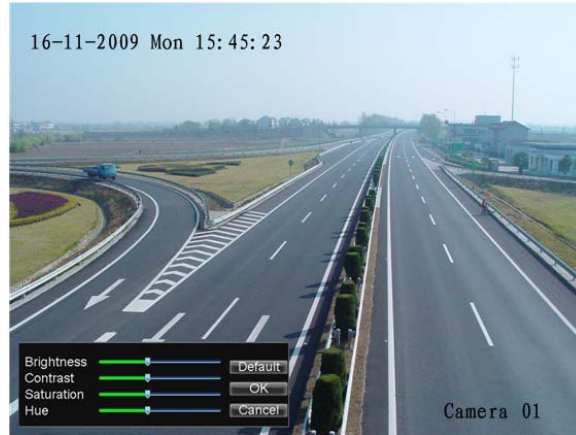 16-11-2009 Mon 15:45:23
Brightness
Contrast
Saturation
Hue
Default
OK
Cancel
Camera 01